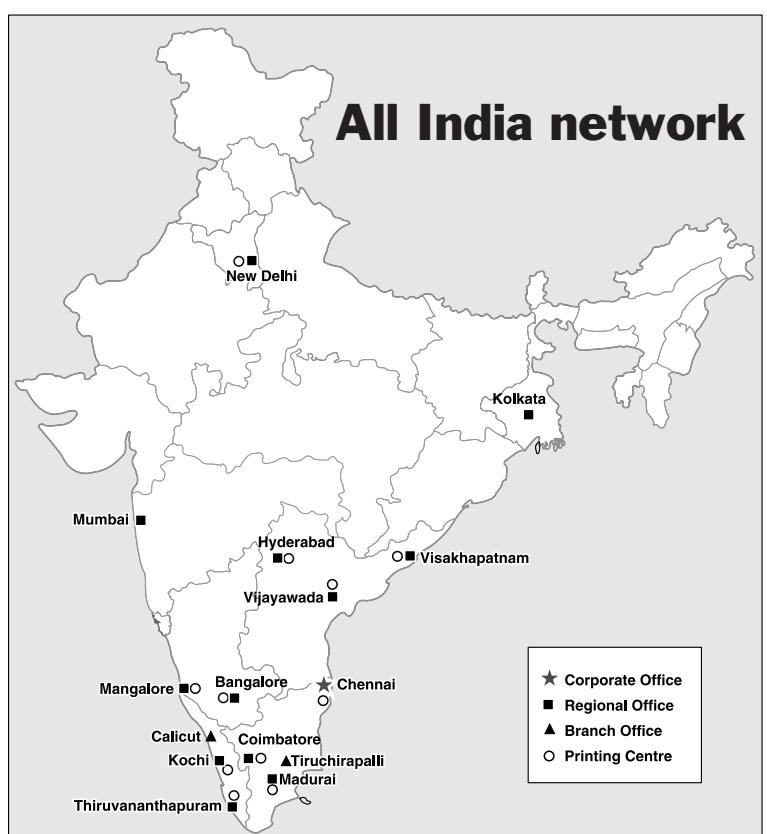 All India network
New Delhi
Kolkata
Mumbai
Hyderabad
Visakhapatnam
Vijayawada
Mangalore
Bangalore
Chennai
Calicut
Coimbatore
Kochi
Tiruchirapalli
Madurai
Thiruvananthapuram
Corporate Office
Regional Office
Branch Office
Printing Centre